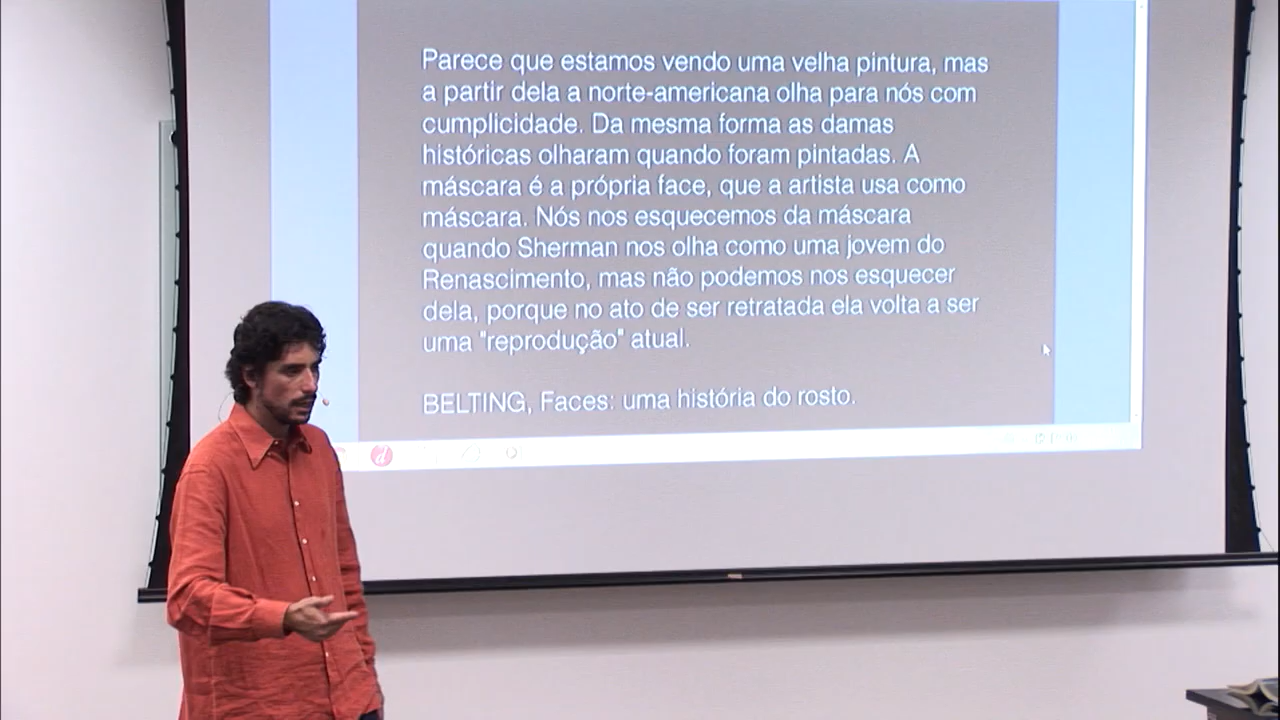 Parece que estamos vendo uma velha pintura, mas
a partir dela a norte-americana olha para nós com
cumplicidade. Da mesma forma as damas
históricas olharam quando foram pintadas. A
máscara é a própria face, que a artista usa como
máscara. Nós nos esquecemos da máscara
quando Sherman nos olha como uma jovem do
Renascimento, mas não podemos nos esquecer
dela, porque no ato de ser retratada ela volta a ser
uma "reprodução" atual.
BELTING, Faces: uma história do rosto.
d